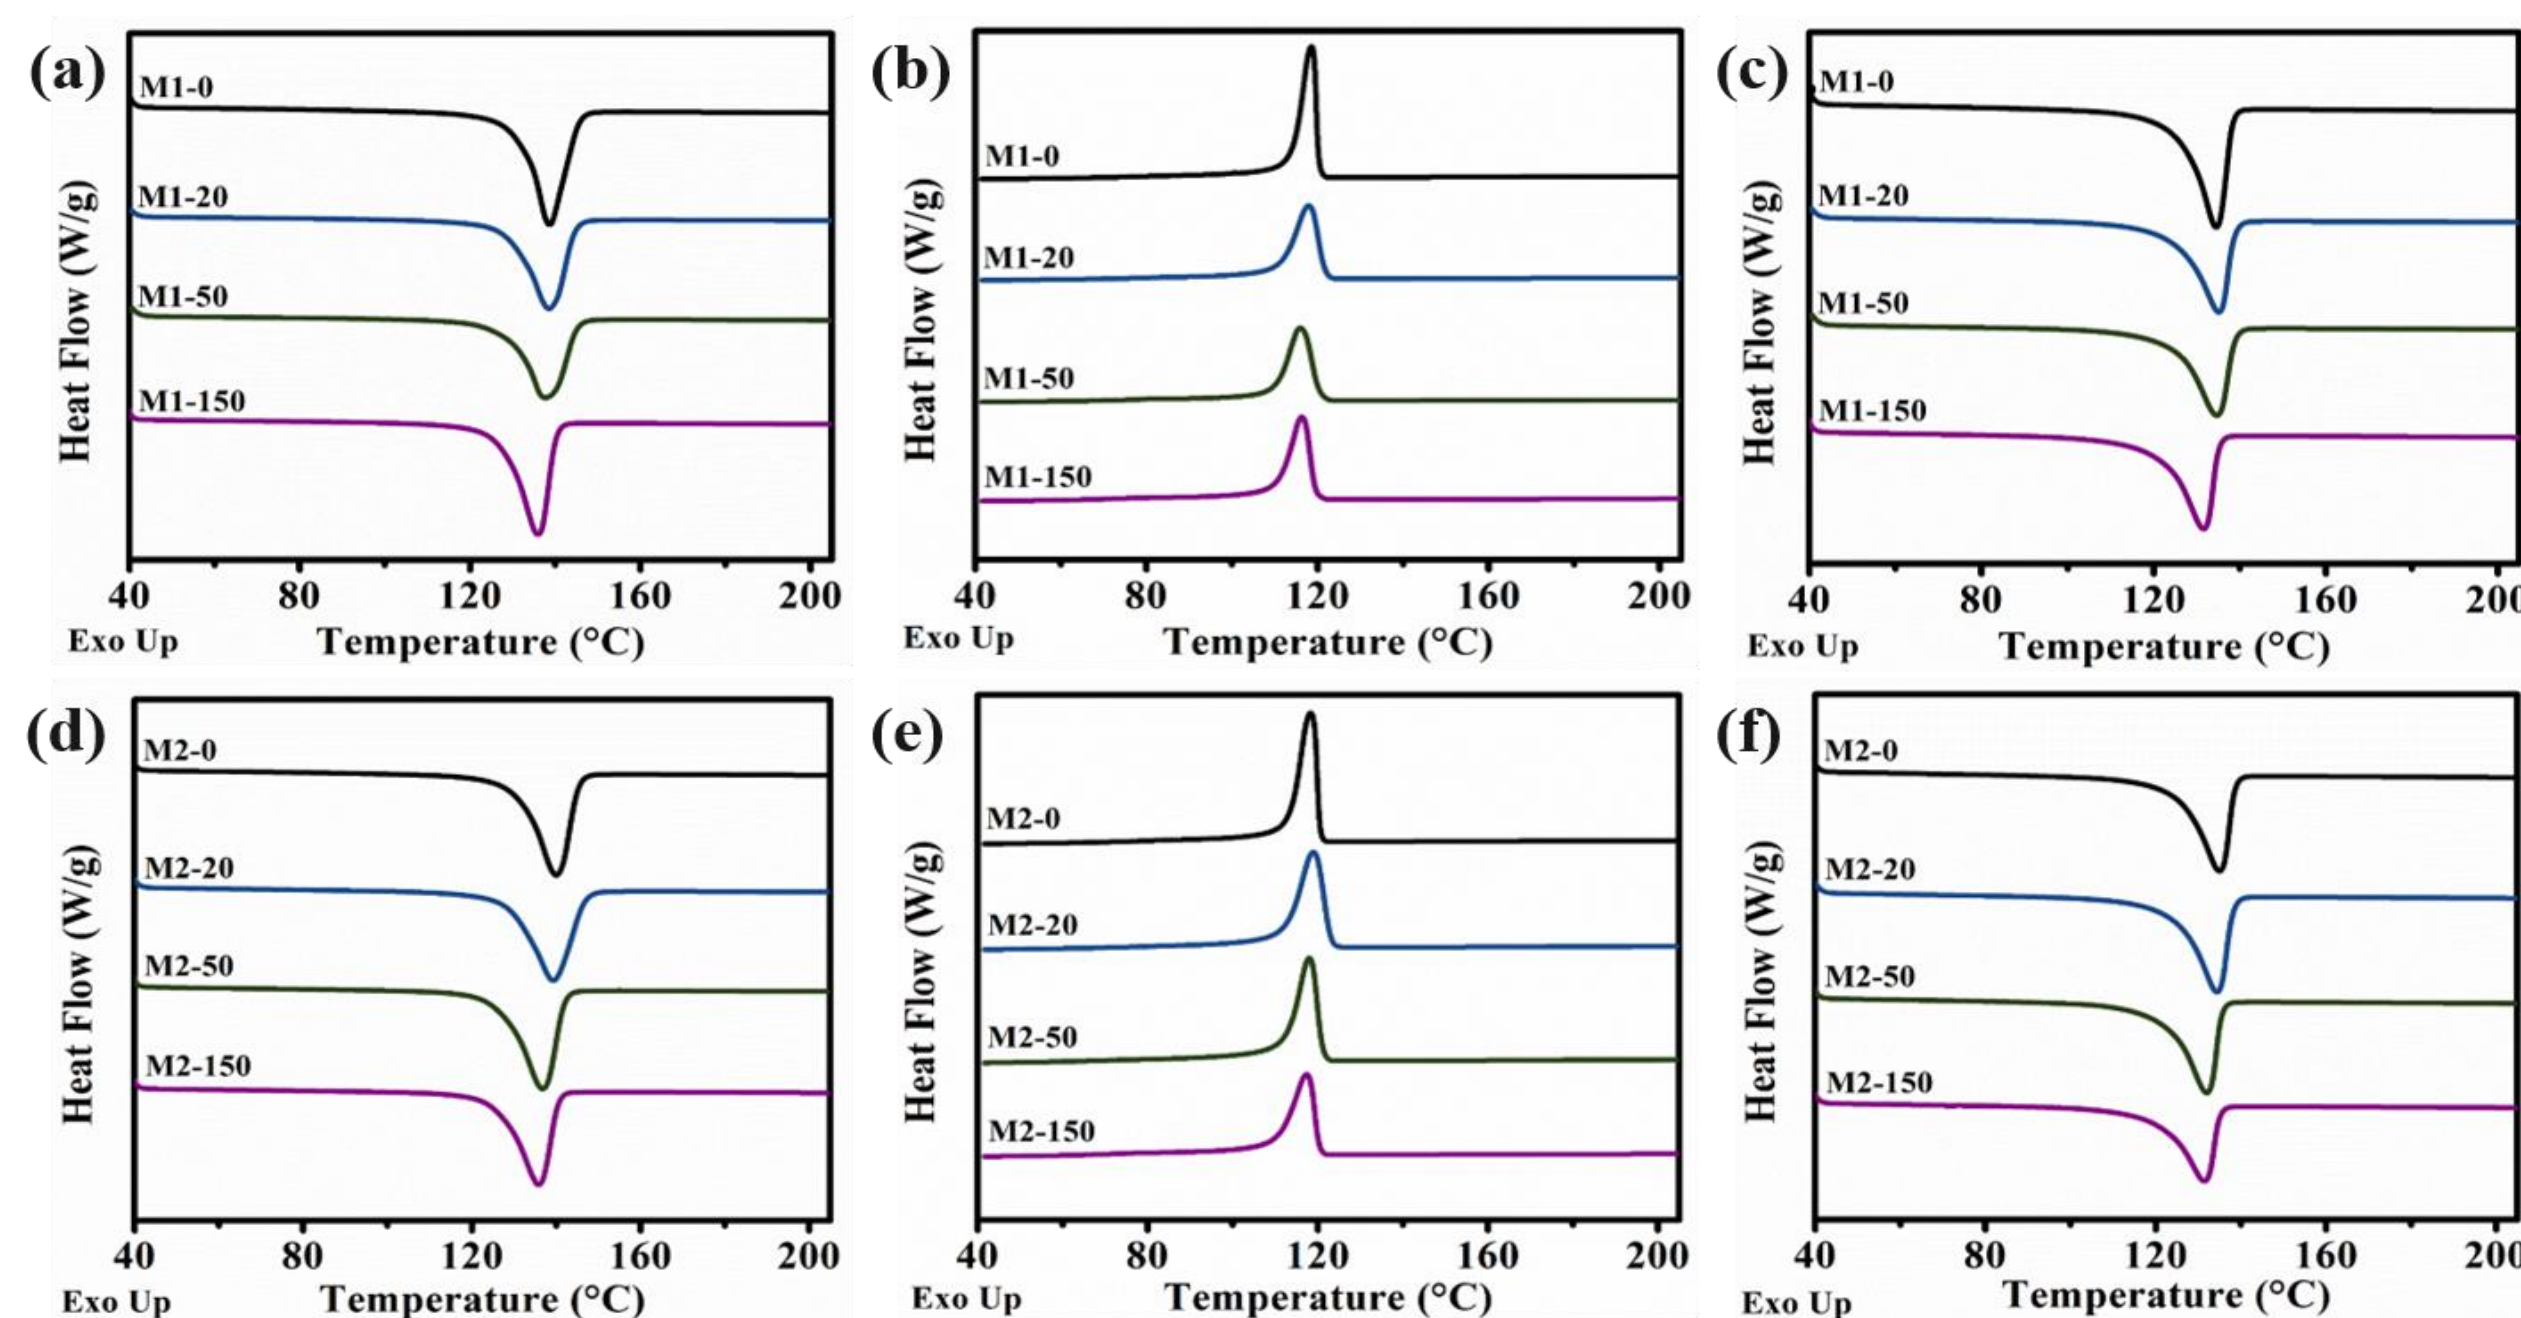 (a)
M1-0
M1-20
M1-50
M1-150
Heat Flow (W/g)
40 80 120 160 200
Exo Up Temperature (°C)
(b)
M1-0
M1-20
M1-50
M1-150
Heat Flow (W/g)
40 80 120 160 200
Exo Up Temperature (°C)
(c)
M1-0
M1-20
M1-50
M1-150
Heat Flow (W/g)
40 80 120 160 200
Exo Up Temperature (°C)
(d)
M2-0
M2-20
M2-50
M2-150
Heat Flow (W/g)
40 80 120 160 200
Exo Up Temperature (°C)
(e)
M2-0
M2-20
M2-50
M2-150
Heat Flow (W/g)
40 80 120 160 200
Exo Up Temperature (°C)
(f)
M2-0
M2-20
M2-50
M2-150
Heat Flow (W/g)
40 80 120 160 200
Exo Up Temperature (°C)